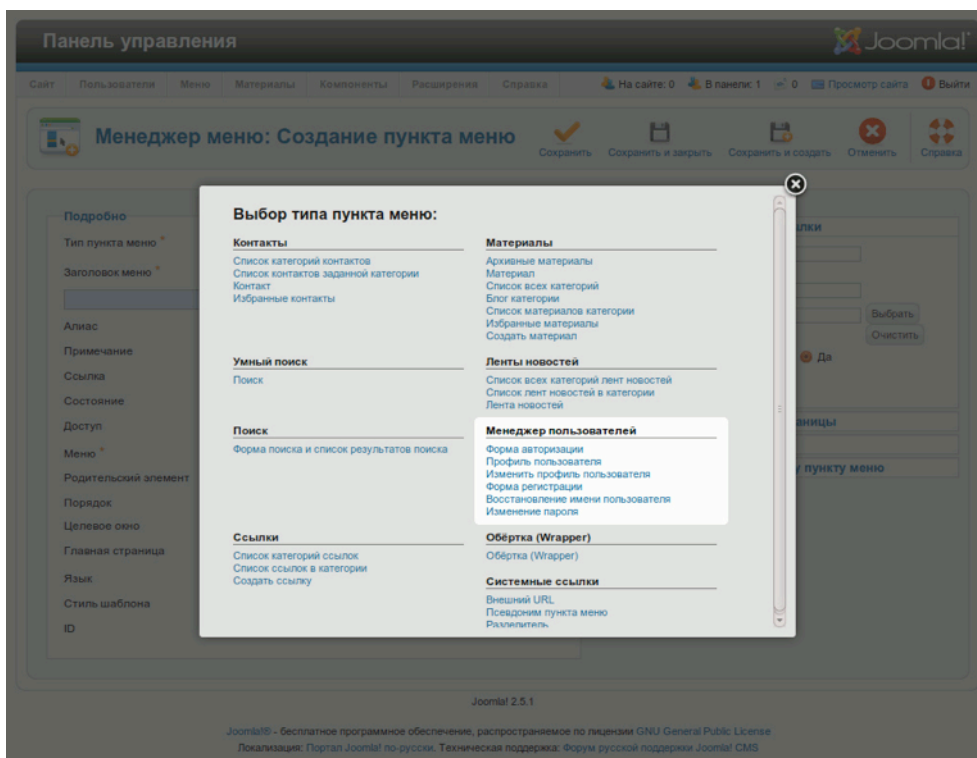 Панель управления
Joomla!
Сайт Пользователи Меню Материалы Компоненты Расширения Справка На сайте: 0 В панели: 1 0 Просмотр сайта Выйти
Менеджер меню: Создание пункта меню
Сохранить Сохранить и закрыть Сохранить и создать Отменить Справка
Подробно
Тип пункта меню *
Заголовок меню *
Алиас
Примечание
Ссылка
Состояние
Доступ
Меню *
Родительский элемент
Порядок
Целевое окно
Главная страница
Язык
Стиль шаблона
ID
Выбор типа пункта меню:
Контакты
Список категорий контактов
Список контактов заданной категории
Контакт
Избранные контакты
Материалы
Архивные материалы
Материал
Список всех категорий
Блог категории
Список материалов категории
Избранные материалы
Создать материал
Умный поиск
Поиск
Ленты новостей
Список всех категорий лент новостей
Список лент новостей в категории
Лента новостей
Поиск
Форма поиска и список результатов поиска
Менеджер пользователей
Форма авторизации
Профиль пользователя
Изменить профиль пользователя
Форма регистрации
Восстановление имени пользователя
Изменение пароля
Ссылки
Список категорий ссылок
Список ссылок в категории
Создать ссылку
Обёртка (Wrapper)
Обёртка (Wrapper)
Системные ссылки
Внешний URL
Псевдоним пункта меню
Разделитель
лки
Выбрать
Очистить
Да
аницы
у пункту меню
Joomla! 2.5.1
Joomla!® - бесплатное программное обеспечение, распространяемое по лицензии GNU General Public License
Локализация: Портал Joomla! по-русски. Техническая поддержка: Форум русской поддержки Joomla! CMS